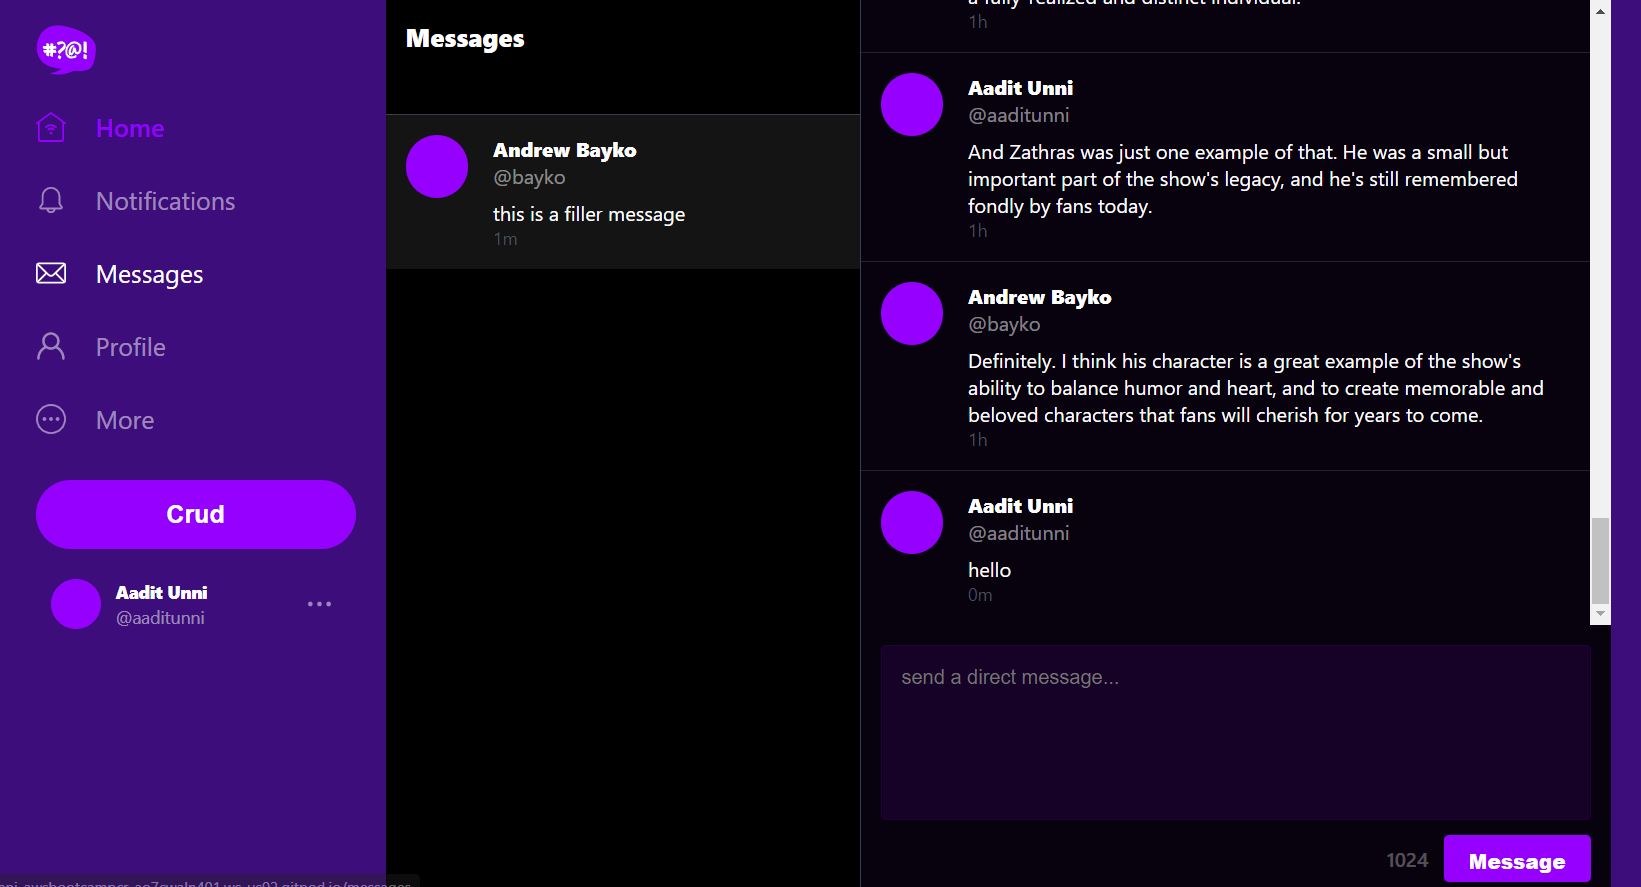 #?@!
Home
Notifications
Messages
Profile
More
Crud
Aadit Unni
@aaditunni
Messages
Andrew Bayko
@bayko
this is a filler message
1m
1h
Aadit Unni
@aaditunni
And Zathras was just one example of that. He was a small but
important part of the show's legacy, and he's still remembered
fondly by fans today.
1h
Andrew Bayko
@bayko
Definitely. I think his character is a great example of the show's
ability to balance humor and heart, and to create memorable and
beloved characters that fans will cherish for years to come.
1h
Aadit Unni
@aaditunni
hello
0m
send a direct message...
1024
Message